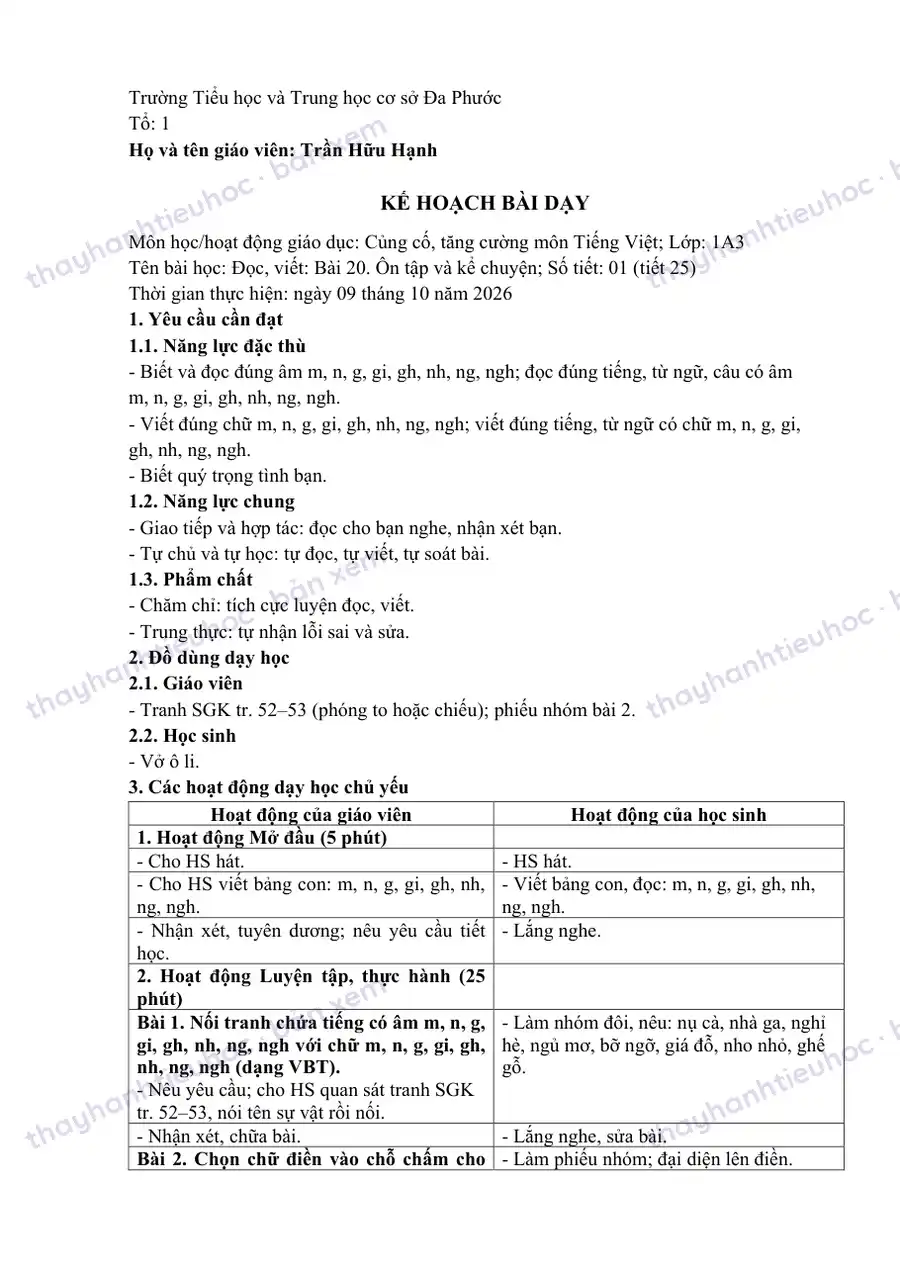 Trường Tiểu học và Trung học cơ sở Đa Phước
Tổ: 1
Họ và tên giáo viên: Trần Hữu Hạnh
KẾ HOẠCH BÀI DẠY
Môn học/hoạt động giáo dục: Củng cố, tăng cường môn Tiếng Việt; Lớp: 1A3
Tên bài học: Đọc, viết: Bài 20. Ôn tập và kể chuyện; Số tiết: 01 (tiết 25)
Thời gian thực hiện: ngày 09 tháng 10 năm 2026
1. Yêu cầu cần đạt
1.1. Năng lực đặc thù
- Biết và đọc đúng âm m, n, g, gi, gh, nh, ng, ngh; đọc đúng tiếng, từ ngữ, câu có âm
m, n, g, gi, gh, nh, ng, ngh.
- Viết đúng chữ m, n, g, gi, gh, nh, ng, ngh; viết đúng tiếng, từ ngữ có chữ m, n, g, gi,
gh, nh, ng, ngh.
- Biết quý trọng tình bạn.
1.2. Năng lực chung
- Giao tiếp và hợp tác: đọc cho bạn nghe, nhận xét bạn.
- Tự chủ và tự học: tự đọc, tự viết, tự soát bài.
1.3. Phẩm chất
- Chăm chỉ: tích cực luyện đọc, viết.
- Trung thực: tự nhận lỗi sai và sửa.
2. Đồ dùng dạy học
2.1. Giáo viên
- Tranh SGK tr. 52–53 (phóng to hoặc chiếu); phiếu nhóm bài 2.
2.2. Học sinh
- Vở ô li.
3. Các hoạt động dạy học chủ yếu
Hoạt động của giáo viên
Hoạt động của học sinh
1. Hoạt động Mở đầu (5 phút)
- Cho HS hát.
- HS hát.
- Cho HS viết bảng con: m, n, g, gi, gh, nh,
ng, ngh.
- Viết bảng con, đọc: m, n, g, gi, gh, nh,
ng, ngh.
- Nhận xét, tuyên dương; nêu yêu cầu tiết
học.
- Lắng nghe.
2. Hoạt động Luyện tập, thực hành (25
phút)
Bài 1. Nối tranh chứa tiếng có âm m, n, g,
gi, gh, nh, ng, ngh với chữ m, n, g, gi, gh,
nh, ng, ngh (dạng VBT).
- Nêu yêu cầu; cho HS quan sát tranh SGK
tr. 52–53, nói tên sự vật rồi nối.
- Làm nhóm đôi, nêu: nụ cà, nhà ga, nghỉ
hè, ngủ mơ, bỡ ngỡ, giá đỗ, nho nhỏ, ghế
gỗ.
- Nhận xét, chữa bài.
- Lắng nghe, sửa bài.
Bài 2. Chọn chữ điền vào chỗ chấm cho
- Làm phiếu nhóm; đại diện lên điền.
thayhanhtieuhoc · bản xem
thayhanhtieuhoc · b
thayhanhtieuhoc · bản xem
thayhanhtieuhoc · b
thayhanhtieuhoc · bản xem
thayhanhtieuhoc · b